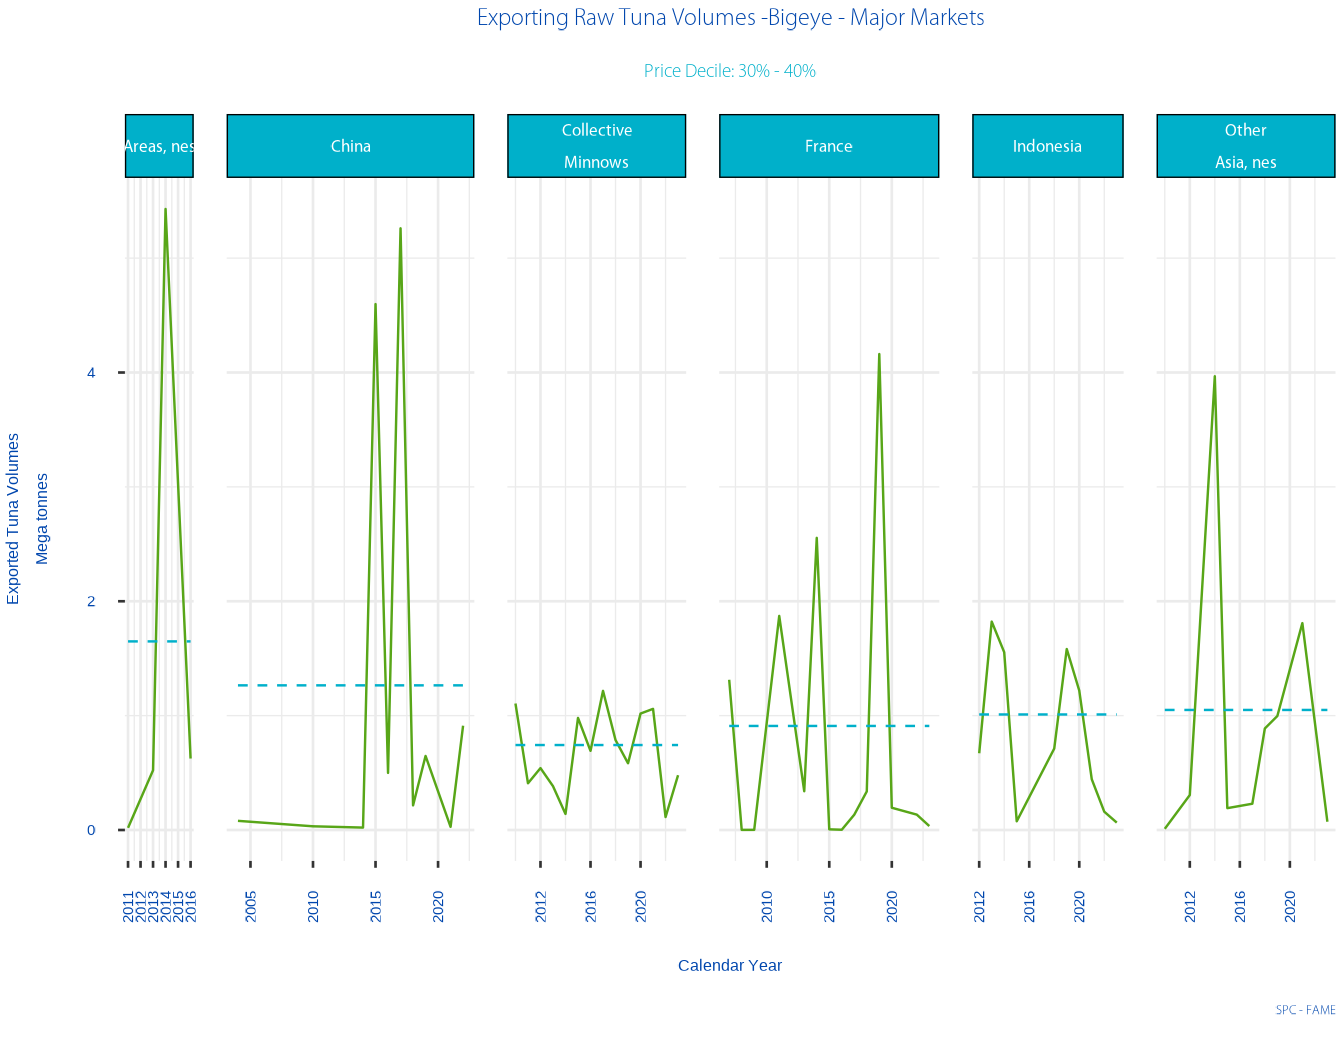 Exporting Raw Tuna Volumes -Bigeye - Major Markets
Price Decile: 30% - 40%
Areas, nes
China
Collective
Minnows
France
Indonesia
Other
Asia, nes
Exported Tuna Volumes
Mega tonnes
4
2
0
2011 2012 2013 2014 2015 2016
2005 2010 2015 2020
2012 2016 2020
2010 2015 2020
2012 2016 2020
2012 2016 2020
Calendar Year
SPC - FAME